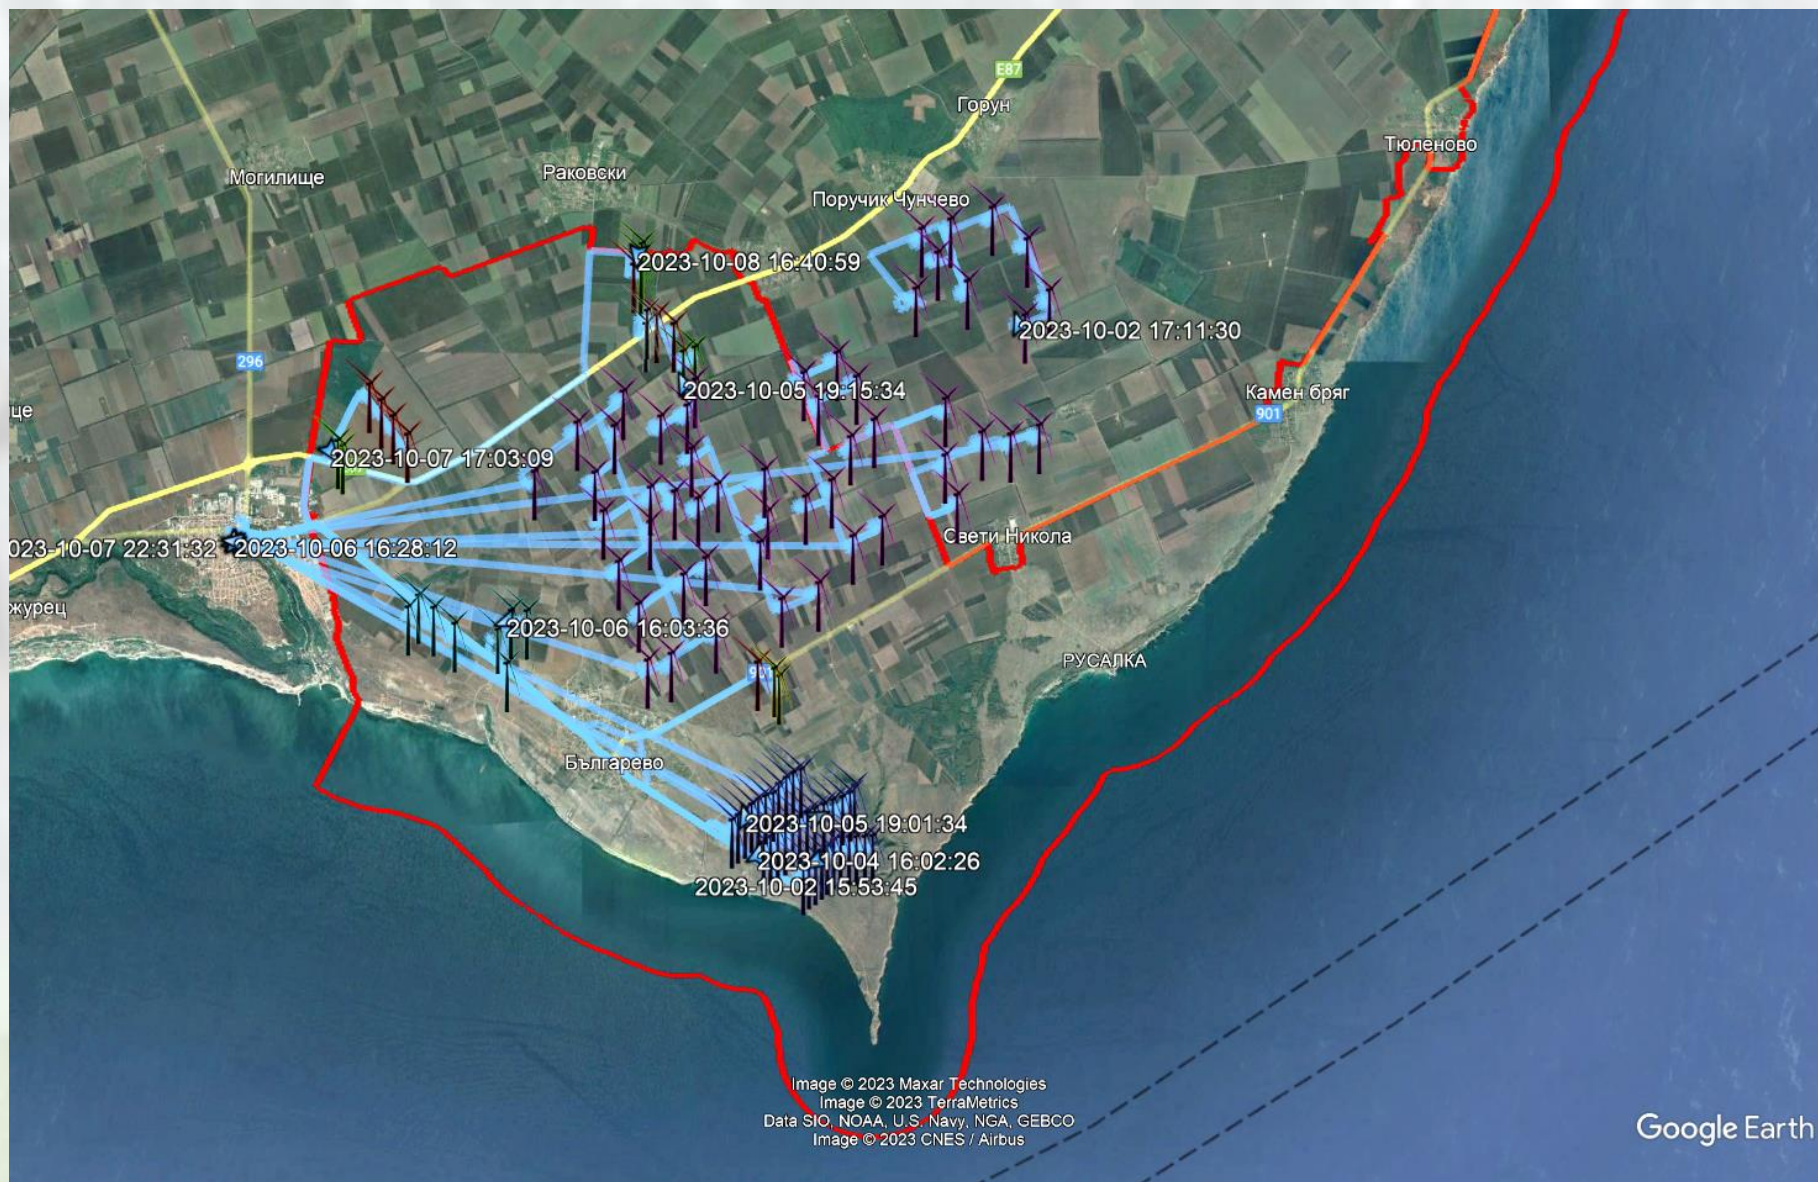 E87
Горун
Тюленово
Могилище
Раковски
Поручик Чунчево
2023-10-08 16:40:59
2023-10-02 17:11:30
296
2023-10-05 19:15:34
Камен бряг
це
901
2023-10-07 17:03:09
Свети Никола
023-10-07 22:31:32
2023-10-06 16:28:12
журец
2023-10-06 16:03:36
РУСАЛКА
901
Българево
2023-10-05 19:01:34
2023-10-04 16:02:26
2023-10-02 15:53:45
Image © 2023 Maxar Technologies
Image © 2023 TerraMetrics
Data SIO, NOAA, U.S. Navy, NGA, GEBCO
Image © 2023 CNES / Airbus
Google Earth